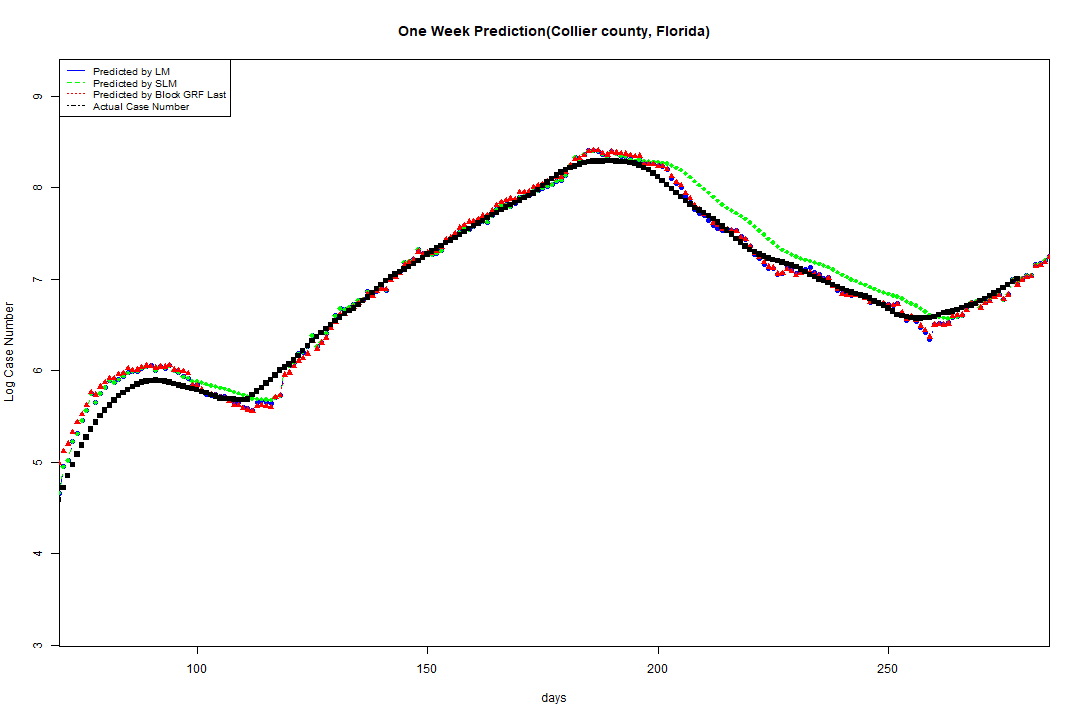 One Week Prediction(Collier county, Florida)
Predicted by LM
Predicted by SLM
Predicted by Block GRF Last
Actual Case Number
9
8
7
6
5
4
3
Log Case Number
100 150 200 250
days